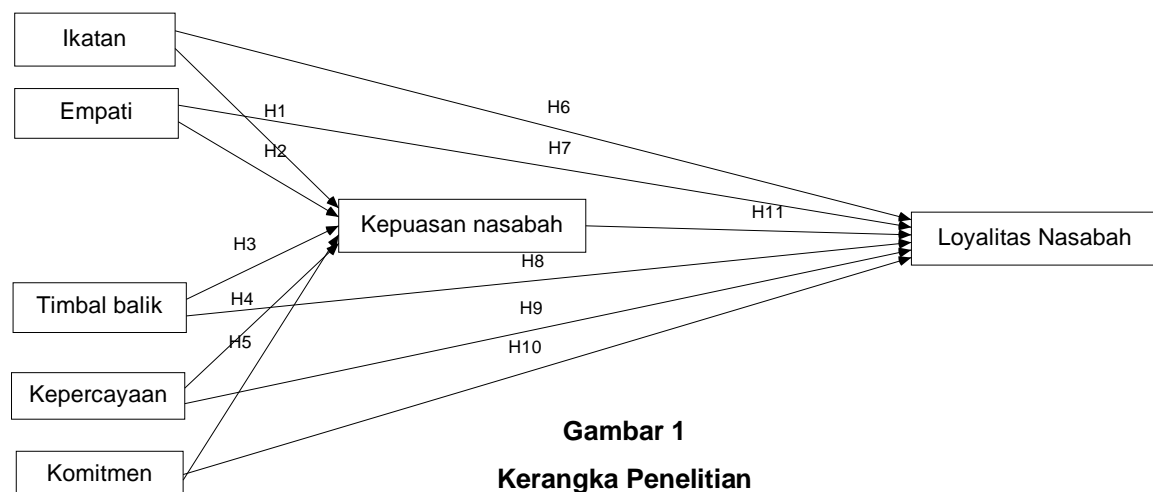 Ikatan
H6
Empati
H1
H7
H2
Kepuasan nasabah
H11
Loyalitas Nasabah
H3
H8
Timbal balik
H4
H9
H5
H10
Kepercayaan
Gambar 1
Komitmen
Kerangka Penelitian